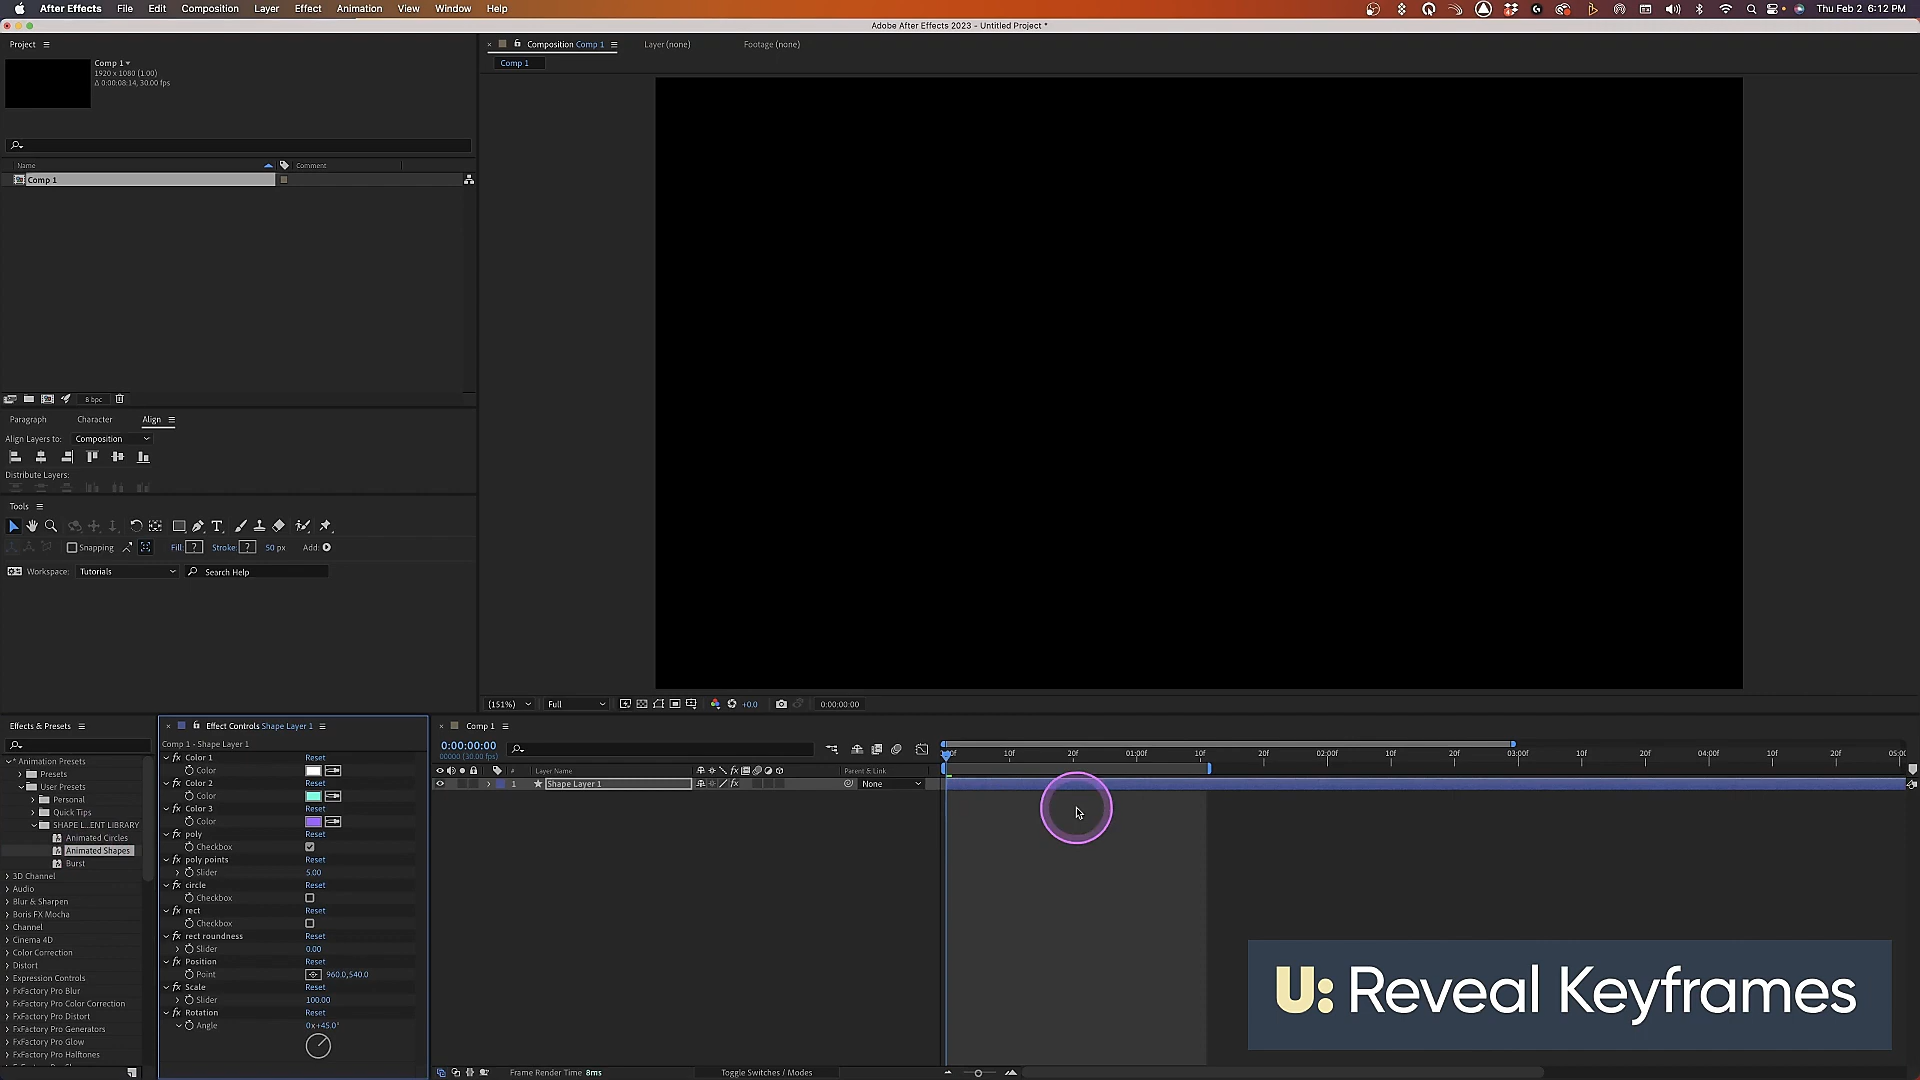 After Effects File Edit Composition Layer Effect Animation View Window Help
Thu Feb 2 6:12 PM
Adobe After Effects 2023 - Untitled Project *
Project
Comp 1
1920 x 1080 (1.00)
Δ 0:00:08:14, 30.00 fps
Name Comment
Comp 1
8 bpc
Paragraph Character Align
Align Layers to: Composition
Distribute Layers:
Tools
Snapping Fill: ? Stroke: ? 50 px Add:
Workspace: Tutorials Search Help
Composition Comp 1 Layer (none) Footage (none)
Comp 1
(151%) Full +0.0 0:00:00:00
Effects & Presets
* Animation Presets
Presets
User Presets
Personal
Quick Tips
SHAPE L...ENT LIBRARY
Animated Circles
Animated Shapes
Burst
3D Channel
Audio
Blur & Sharpen
Boris FX Mocha
Channel
Cinema 4D
Color Correction
Distort
Expression Controls
FxFactory Pro Blur
FxFactory Pro Color Correction
FxFactory Pro Distort
FxFactory Pro Generators
FxFactory Pro Glow
FxFactory Pro Halftones
Effect Controls Shape Layer 1
Comp 1 - Shape Layer 1
fx Color 1 Reset
Color
fx Color 2 Reset
Color
fx Color 3 Reset
Color
fx poly Reset
Checkbox
fx poly points Reset
Slider 5.00
fx circle Reset
Checkbox
fx rect Reset
Checkbox
fx rect roundness Reset
Slider 0.00
fx Position Reset
Point 960.0,540.0
fx Scale Reset
Slider 100.00
fx Rotation Reset
Angle 0x+45.0°
Comp 1
0:00:00:00
00000 (30.00 fps)
# Layer Name fx Parent & Link
1 Shape Layer 1 fx None
:00f 10f 20f 01:00f 10f 20f 02:00f 10f 20f 03:00f 10f 20f 04:00f 10f 20f 05:00
U: Reveal Keyframes
Frame Render Time 8ms
Toggle Switches / Modes